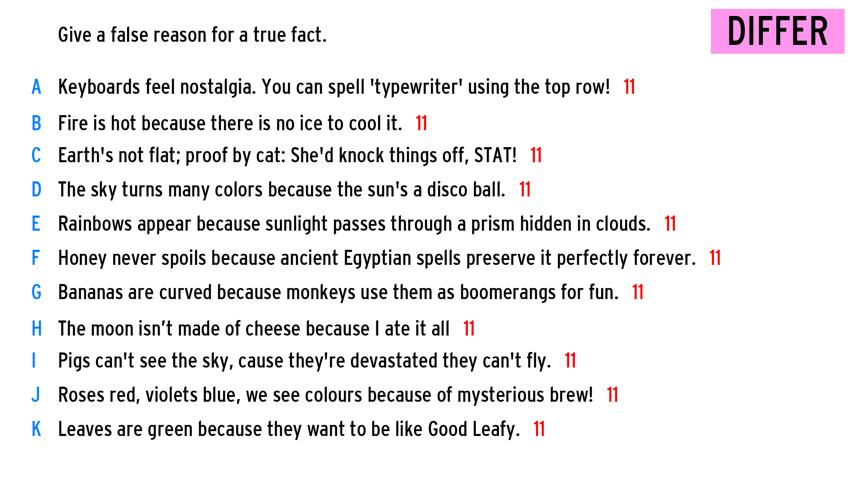 Give a false reason for a true fact.
DIFFER
A Keyboards feel nostalgia. You can spell 'typewriter' using the top row! 11
B Fire is hot because there is no ice to cool it. 11
C Earth's not flat; proof by cat: She'd knock things off, STAT! 11
D The sky turns many colors because the sun's a disco ball. 11
E Rainbows appear because sunlight passes through a prism hidden in clouds. 11
F Honey never spoils because ancient Egyptian spells preserve it perfectly forever. 11
G Bananas are curved because monkeys use them as boomerangs for fun. 11
H The moon isn’t made of cheese because I ate it all 11
I Pigs can't see the sky, cause they're devastated they can't fly. 11
J Roses red, violets blue, we see colours because of mysterious brew! 11
K Leaves are green because they want to be like Good Leafy. 11